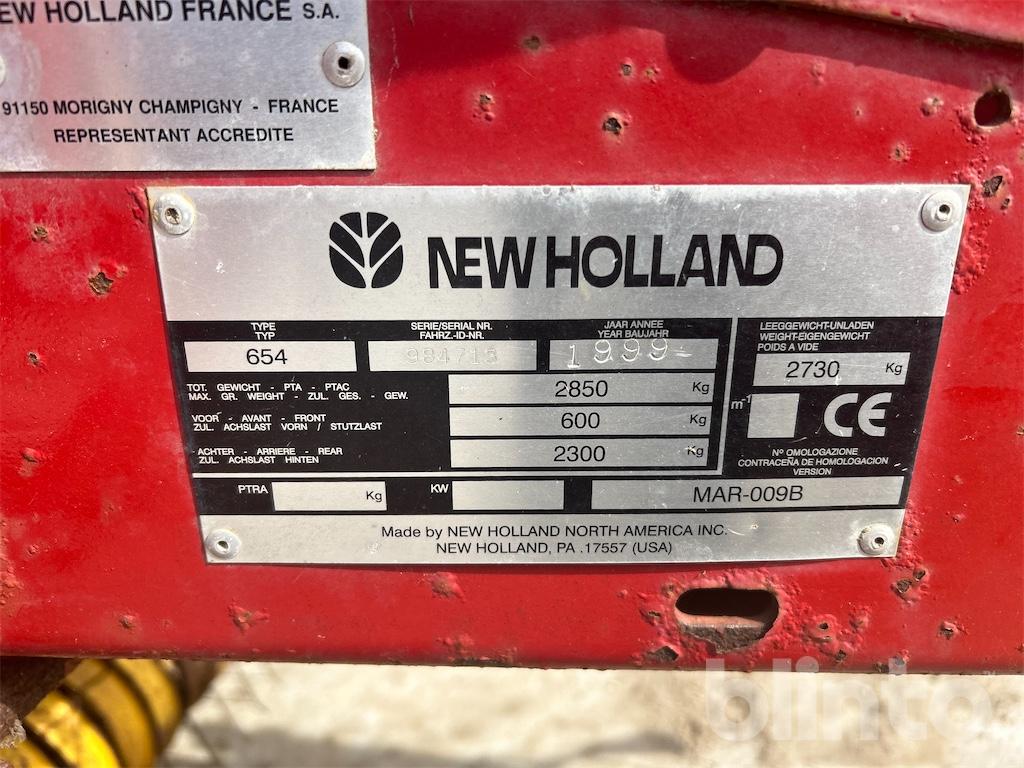 EW HOLLAND FRANCE S.A.
91150 MORIGNY CHAMPIGNY - FRANCE
REPRESENTANT ACCREDITE
NEW HOLLAND
TYPE
TYP
654
SERIE/SERIAL NR.
FAHRZ.-ID-NR.
JAAR ANNEE
YEAR BAUJAHR
1999
LEEGGEWICHT-UNLADEN
WEIGHT-EIGENGEWICHT
POIDS A VIDE
2730 Kg
TOT. GEWICHT - PTA - PTAC
MAX. GR. WEIGHT - ZUL. GES. - GEW.
2850 Kg
VOOR - AVANT - FRONT
ZUL. ACHSLAST VORN / STUTZLAST
600 Kg
ACHTER - ARRIERE - REAR
ZUL. ACHSLAST HINTEN
2300 Kg
m-1
CE
Nº OMOLOGAZIONE
CONTRACEÑA DE HOMOLOGACION
VERSION
PTRA Kg
KW
MAR-009B
Made by NEW HOLLAND NORTH AMERICA INC.
NEW HOLLAND, PA .17557 (USA)
blinto